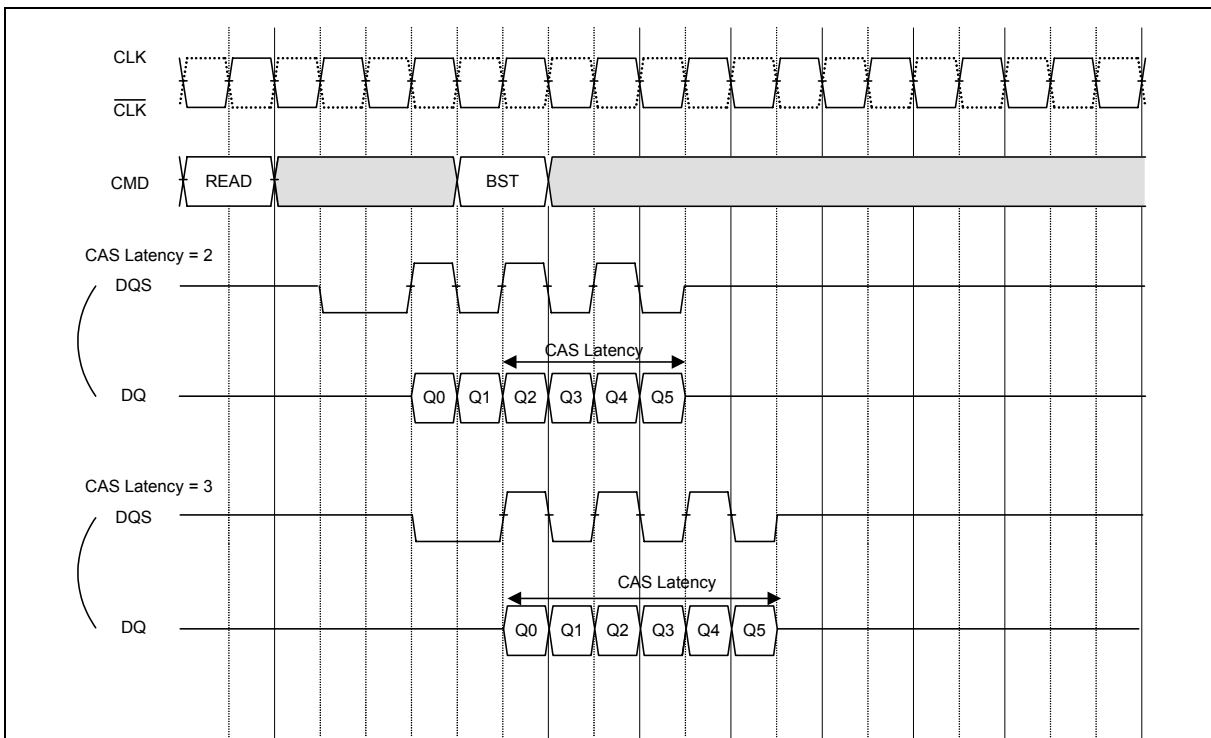 CLK
CLK
CMD READ BST
CAS Latency = 2
DQS
CAS Latency
DQ Q0 Q1 Q2 Q3 Q4 Q5
CAS Latency = 3
DQS
CAS Latency
DQ Q0 Q1 Q2 Q3 Q4 Q5